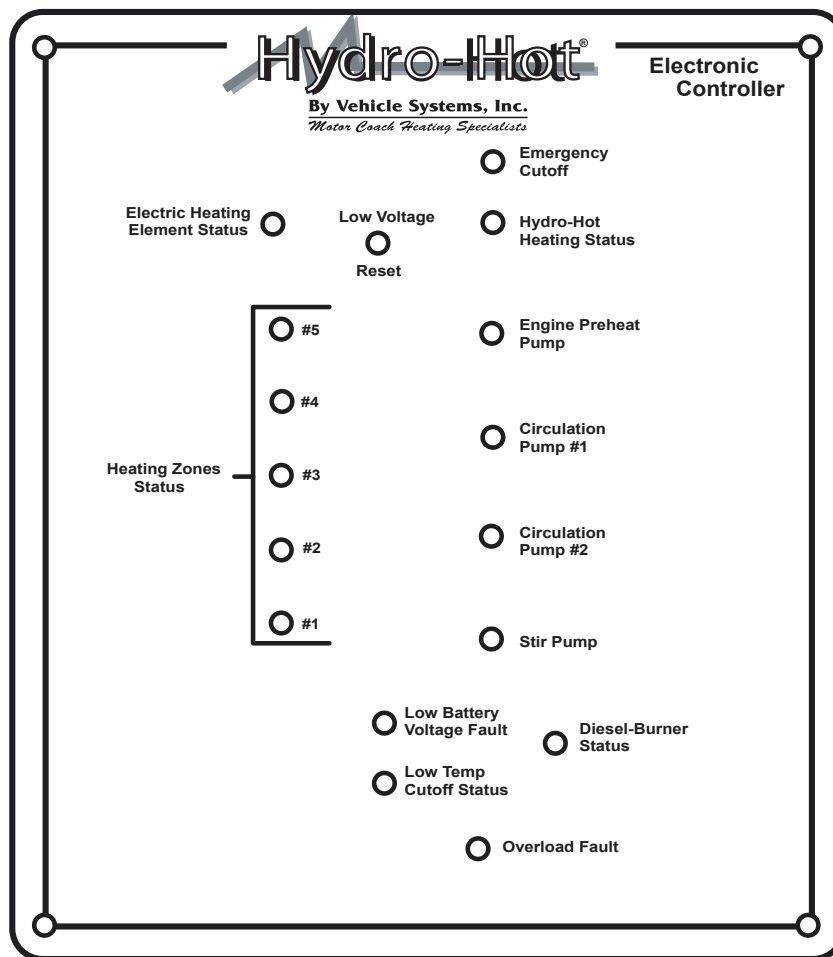 Hydro-Hot®
By Vehicle Systems, Inc.
Motor Coach Heating Specialists
Electronic
Controller
Emergency
Cutoff
Electric Heating
Element Status
Low Voltage
Reset
Hydro-Hot
Heating Status
#5
Engine Preheat
Pump
#4
Circulation
Pump #1
Heating Zones
Status
#3
#2
Circulation
Pump #2
#1
Stir Pump
Low Battery
Voltage Fault
Diesel-Burner
Status
Low Temp
Cutoff Status
Overload Fault